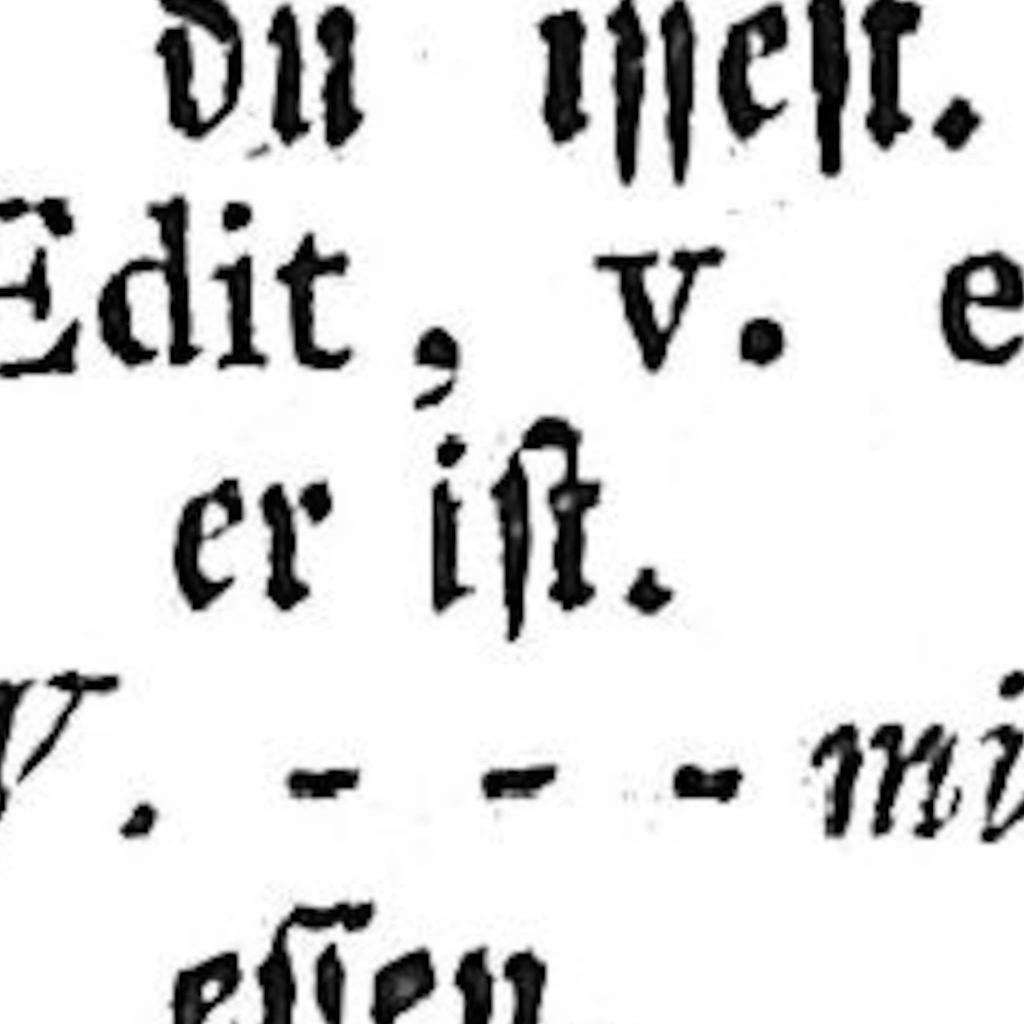 du iſſeſt.
Edit, v. e
er iſt.
V. - - - mi
eſſen